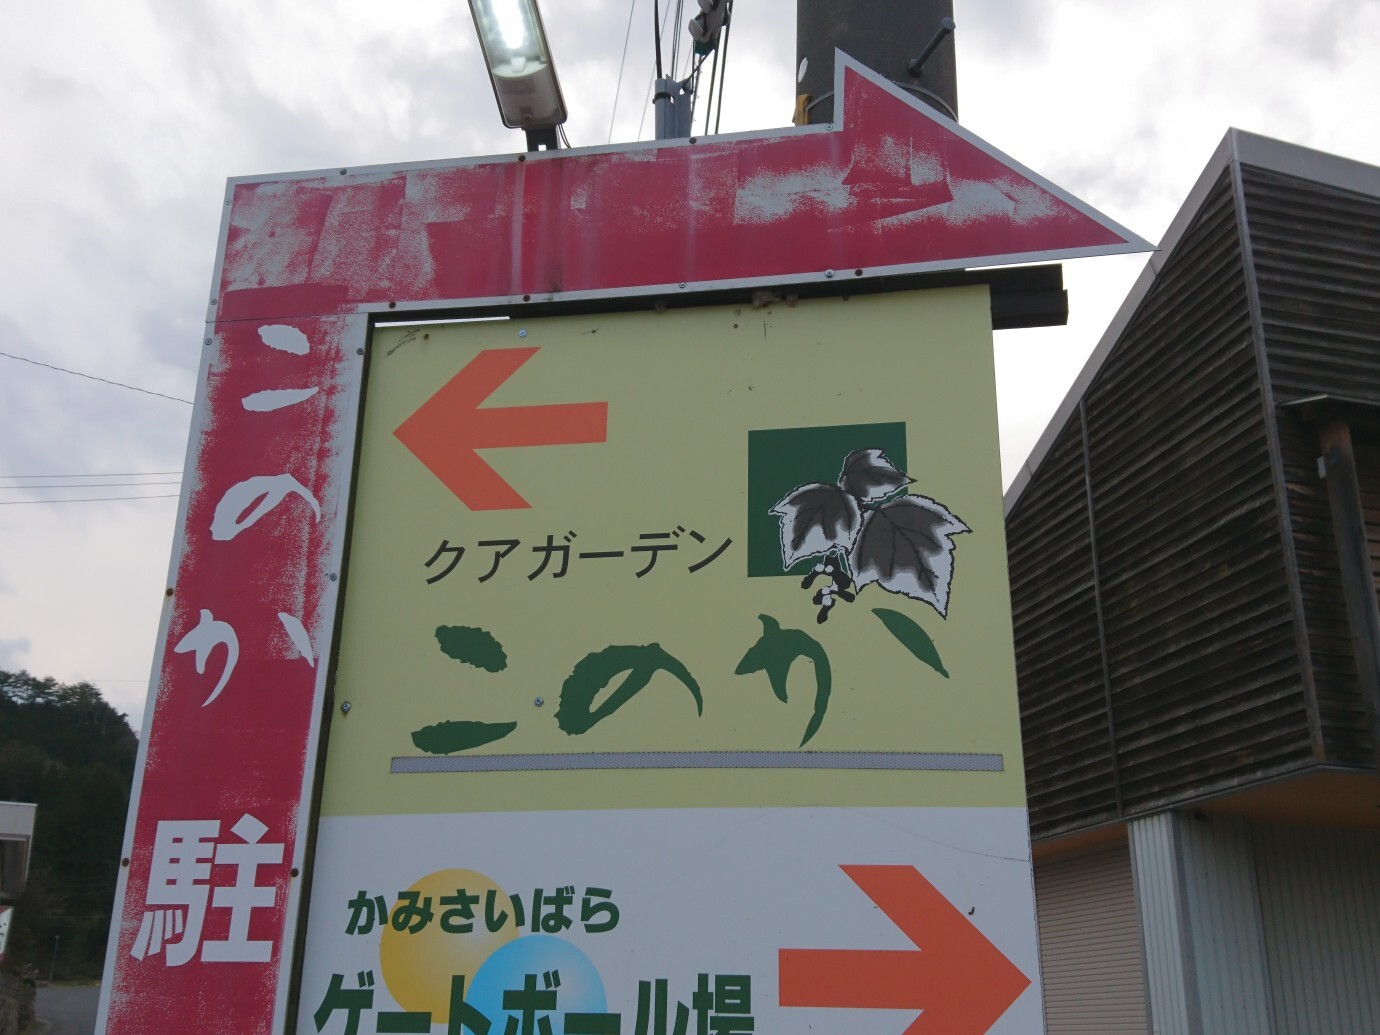 このか駐
クアガーデン
このか
かみさいばら
ゲートボール場